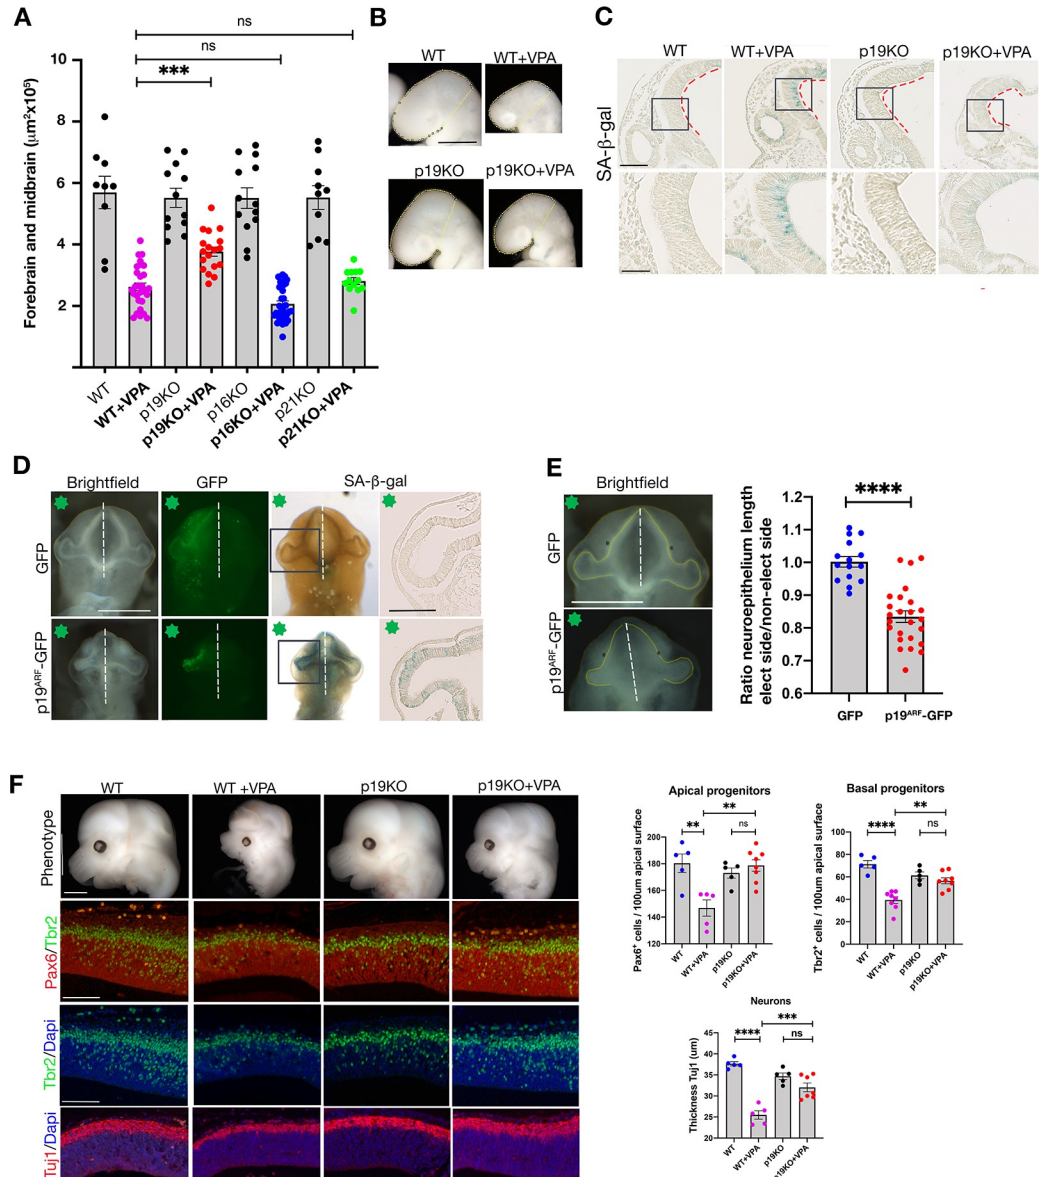 A
ns
ns
***
Forebrain and midbrain (µm²x10⁵)
10
8
6
4
2
WT
WT+VPA
p19KO
p19KO+VPA
p16KO
p16KO+VPA
p21KO
p21KO+VPA
B
WT
WT+VPA
p19KO
p19KO+VPA
C
WT
WT+VPA
p19KO
p19KO+VPA
SA-β-gal
D
Brightfield
GFP
SA-β-gal
GFP
p19ᴬᴿᶠ-GFP
E
Brightfield
GFP
p19ᴬᴿᶠ-GFP
****
Ratio neuroepithelium length
elect side/non-elect side
1.2
1.1
1.0
0.9
0.8
0.7
0.6
GFP
p19ᴬᴿᶠ-GFP
F
WT
WT +VPA
p19KO
p19KO+VPA
Phenotype
Pax6/Tbr2
Tbr2/Dapi
Tuj1/Dapi
Apical progenitors
**
**
ns
Pax6⁺ cells / 100um apical surface
200
180
160
140
120
WT
WT+VPA
p19KO
p19KO+VPA
Basal progenitors
**
****
ns
Tbr2⁺ cells / 100um apical surface
100
80
60
40
20
0
WT
WT+VPA
p19KO
p19KO+VPA
Neurons
***
****
ns
Thickness Tuj1 (um)
45
40
35
30
25
20
WT
WT+VPA
p19KO
p19KO+VPA